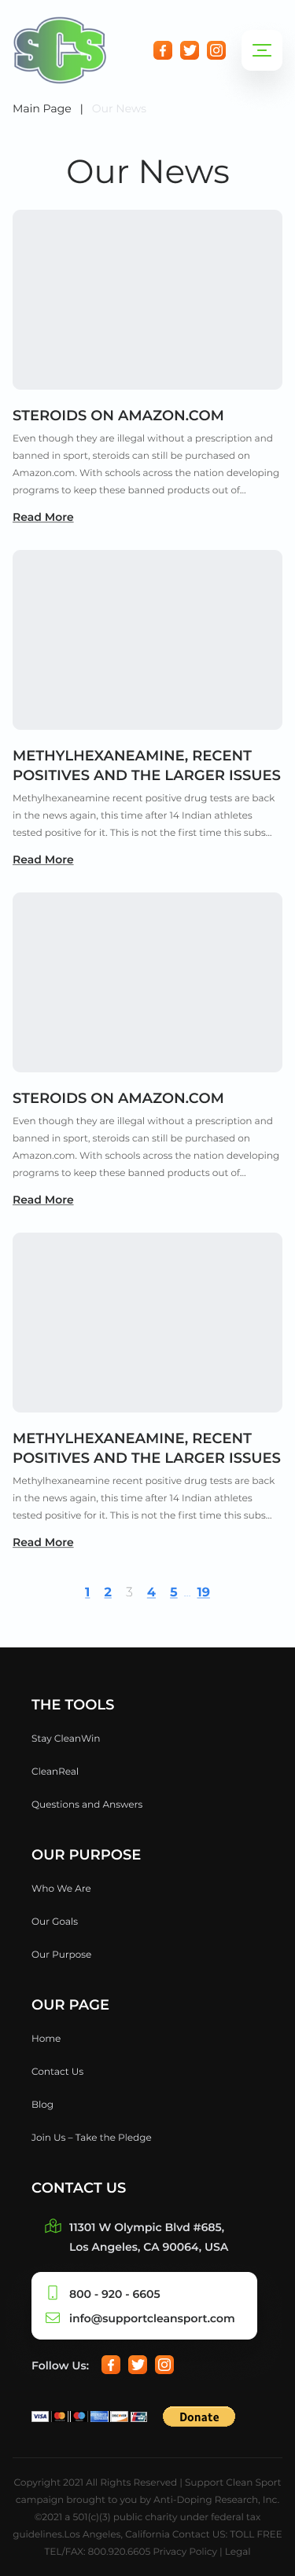 SCS
Main Page | Our News
Our News
STEROIDS ON AMAZON.COM
Even though they are illegal without a prescription and
banned in sport, steroids can still be purchased on
Amazon.com. With schools across the nation developing
programs to keep these banned products out of...
Read More
METHYLHEXANEAMINE, RECENT
POSITIVES AND THE LARGER ISSUES
Methylhexaneamine recent positive drug tests are back
in the news again, this time after 14 Indian athletes
tested positive for it. This is not the first time this subs...
Read More
STEROIDS ON AMAZON.COM
Even though they are illegal without a prescription and
banned in sport, steroids can still be purchased on
Amazon.com. With schools across the nation developing
programs to keep these banned products out of...
Read More
METHYLHEXANEAMINE, RECENT
POSITIVES AND THE LARGER ISSUES
Methylhexaneamine recent positive drug tests are back
in the news again, this time after 14 Indian athletes
tested positive for it. This is not the first time this subs...
Read More
1 2 3 4 5 ... 19
THE TOOLS
Stay CleanWin
CleanReal
Questions and Answers
OUR PURPOSE
Who We Are
Our Goals
Our Purpose
OUR PAGE
Home
Contact Us
Blog
Join Us – Take the Pledge
CONTACT US
11301 W Olympic Blvd #685,
Los Angeles, CA 90064, USA
800 - 920 - 6605
info@supportcleansport.com
Follow Us:
VISA Donate
Copyright 2021 All Rights Reserved | Support Clean Sport
campaign brought to you by Anti-Doping Research, Inc.
©2021 a 501(c)(3) public charity under federal tax
guidelines.Los Angeles, California Contact US: TOLL FREE
TEL/FAX: 800.920.6605 Privacy Policy | Legal